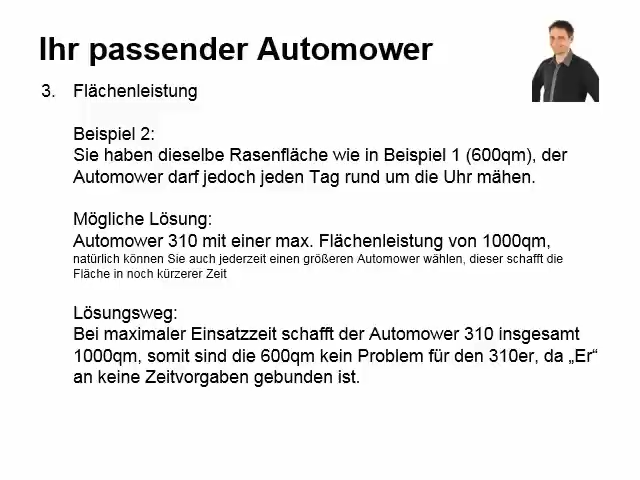 Ihr passender Automower
3. Flächenleistung
Beispiel 2:
Sie haben dieselbe Rasenfläche wie in Beispiel 1 (600qm), der
Automower darf jedoch jeden Tag rund um die Uhr mähen.
Mögliche Lösung:
Automower 310 mit einer max. Flächenleistung von 1000qm,
natürlich können Sie auch jederzeit einen größeren Automower wählen, dieser schafft die
Fläche in noch kürzerer Zeit
Lösungsweg:
Bei maximaler Einsatzzeit schafft der Automower 310 insgesamt
1000qm, somit sind die 600qm kein Problem für den 310er, da „Er“
an keine Zeitvorgaben gebunden ist.